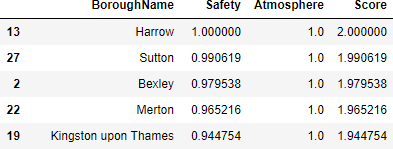 BoroughName Safety Atmosphere Score
13 Harrow 1.000000 1.0 2.000000
27 Sutton 0.990619 1.0 1.990619
2 Bexley 0.979538 1.0 1.979538
22 Merton 0.965216 1.0 1.965216
19 Kingston upon Thames 0.944754 1.0 1.944754